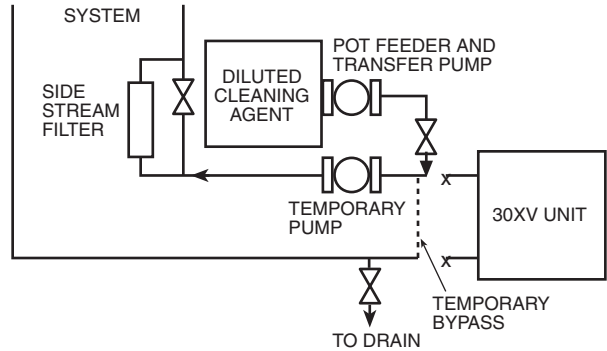 SYSTEM
POT FEEDER AND
TRANSFER PUMP
DILUTED
CLEANING
AGENT
SIDE
STREAM
FILTER
TEMPORARY
PUMP
x
x
30XV UNIT
TEMPORARY
BYPASS
TO DRAIN